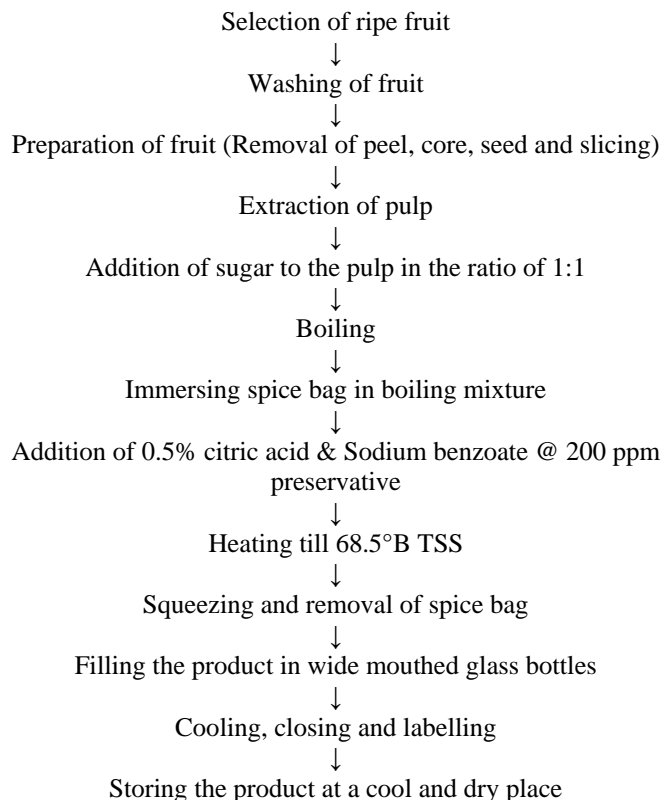 Selection of ripe fruit
↓
Washing of fruit
↓
Preparation of fruit (Removal of peel, core, seed and slicing)
↓
Extraction of pulp
↓
Addition of sugar to the pulp in the ratio of 1:1
↓
Boiling
↓
Immersing spice bag in boiling mixture
↓
Addition of 0.5% citric acid & Sodium benzoate @ 200 ppm
preservative
↓
Heating till 68.5°B TSS
↓
Squeezing and removal of spice bag
↓
Filling the product in wide mouthed glass bottles
↓
Cooling, closing and labelling
↓
Storing the product at a cool and dry place